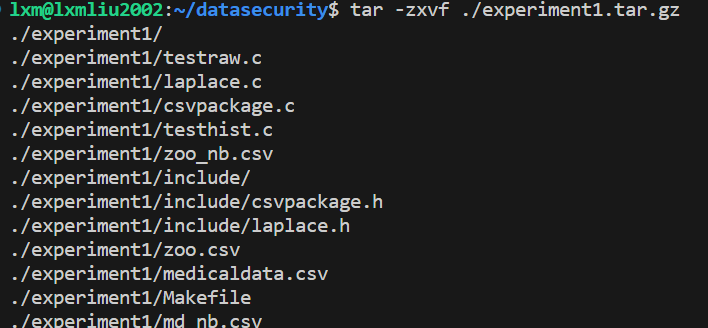 lxm@lxmliu2002:~/datasecurity$ tar -zxvf ./experiment1.tar.gz
./experiment1/
./experiment1/testraw.c
./experiment1/laplace.c
./experiment1/csvpackage.c
./experiment1/testhist.c
./experiment1/zoo_nb.csv
./experiment1/include/
./experiment1/include/csvpackage.h
./experiment1/include/laplace.h
./experiment1/zoo.csv
./experiment1/medicaldata.csv
./experiment1/Makefile
./experiment1/md_nb.csv